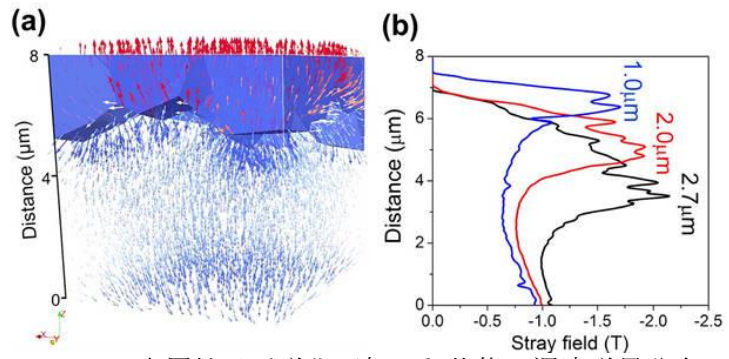 (a)
8
4
0
Distance (μm)
(b)
8
6
4
2
0
Distance (μm)
1.0μm
2.0μm
2.7μm
0.0 -0.5 -1.0 -1.5 -2.0 -2.5
Stray field (T)